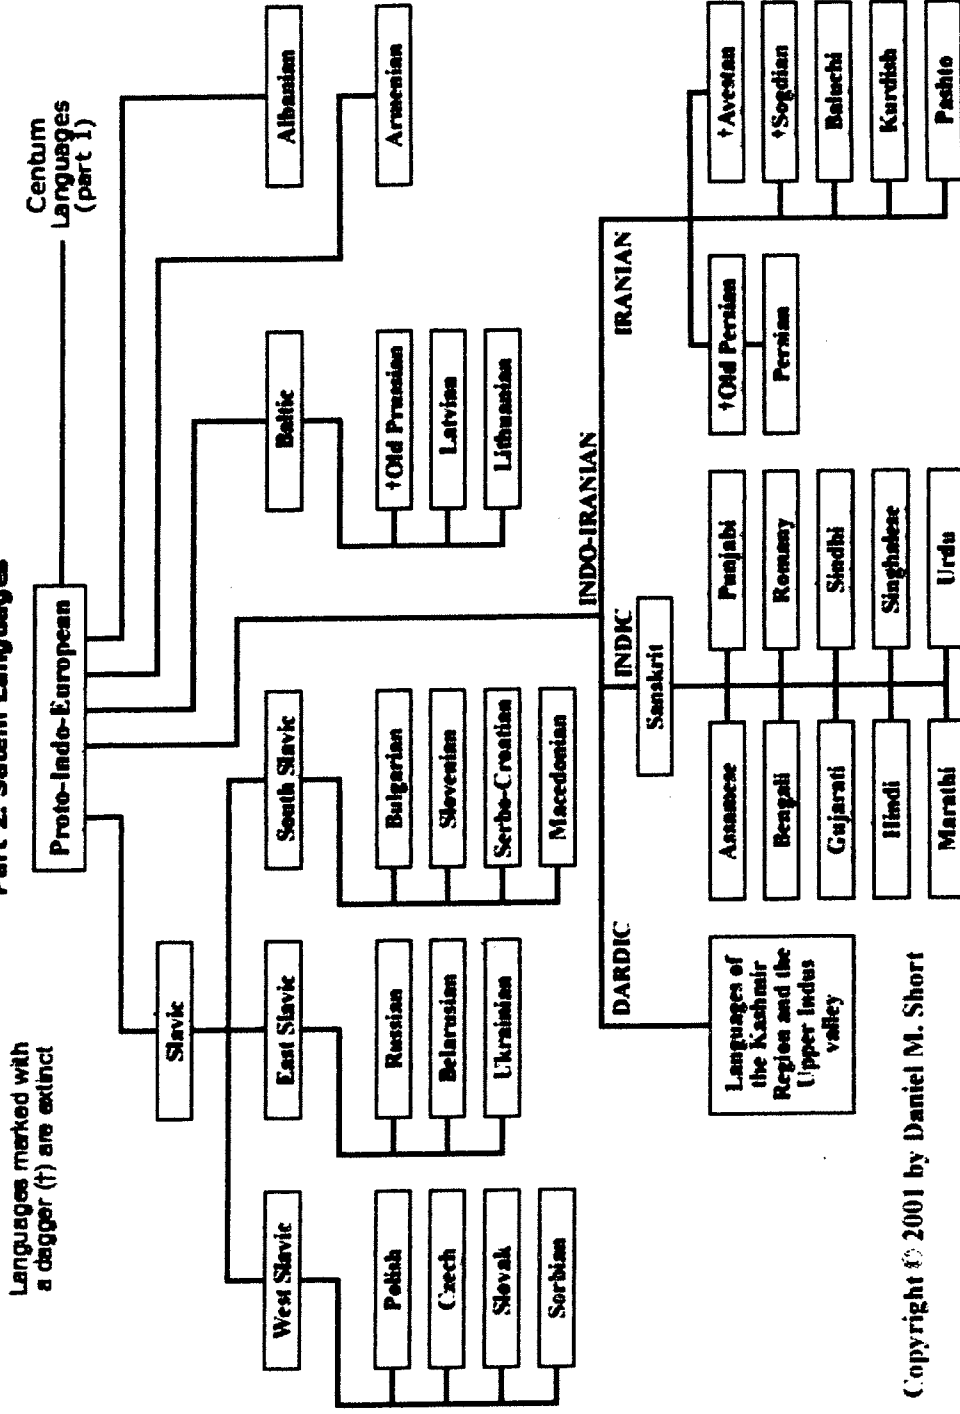 Part 2: Satem Languages
Languages marked with
a dagger (†) are extinct
Proto-Indo-European
Centum
Languages
(part 1)
Slavic
West Slavic
East Slavic
South Slavic
Baltic
Albanian
Polish
Czech
Slovak
Sorbian
Russian
Belarusian
Ukrainian
Bulgarian
Slovenian
Serbo-Croatian
Macedonian
†Old Prussian
Latvian
Lithuanian
Armenian
INDO-IRANIAN
DARDIC
INDIC
IRANIAN
Sanskrit
Languages of
the Kashmir
Region and the
Upper Indus
valley
Assamese
Bengali
Gujarati
Hindi
Marathi
Punjabi
Romany
Sindhi
Singhalese
Urdu
†Old Persian
Persian
†Avestan
†Sogdian
Baluchi
Kurdish
Pashto
Copyright © 2001 by Daniel M. Short